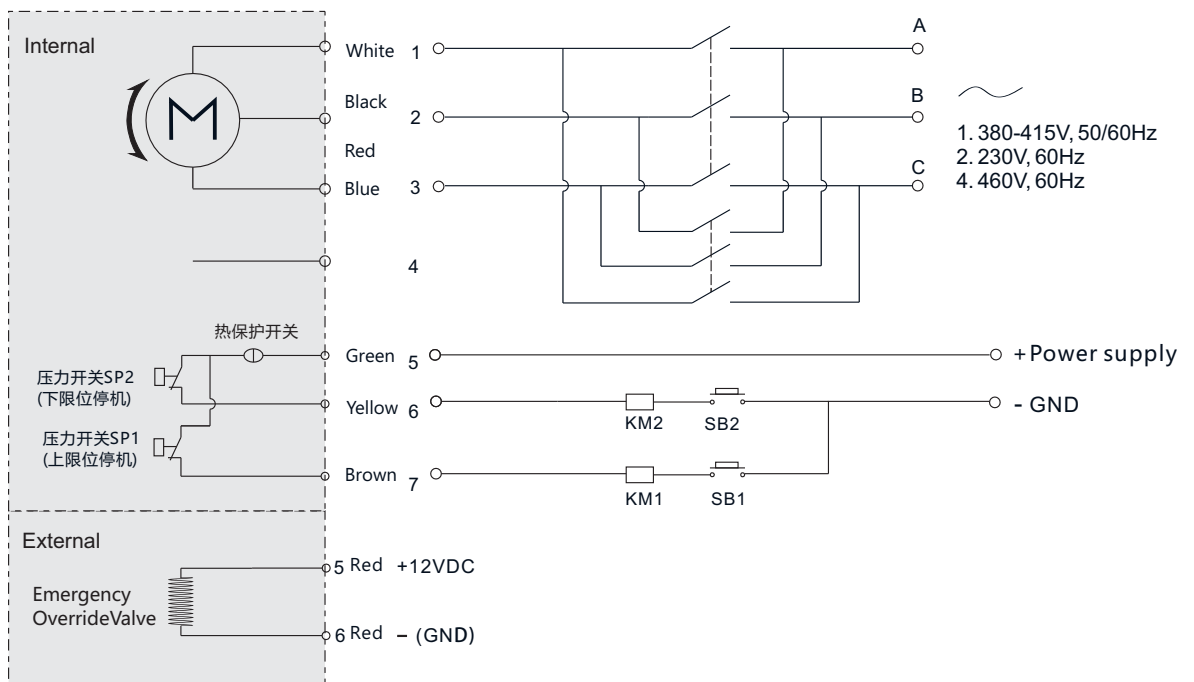 Internal
M
White 1
Black
2
Red
Blue 3
4
A
B
C
1. 380-415V, 50/60Hz
2. 230V, 60Hz
4. 460V, 60Hz
热保护开关
压力开关SP2
(下限位停机)
压力开关SP1
(上限位停机)
Green 5
+Power supply
Yellow 6
KM2
SB2
- GND
Brown 7
KM1
SB1
External
Emergency
OverrideValve
5 Red +12VDC
6 Red – (GND)